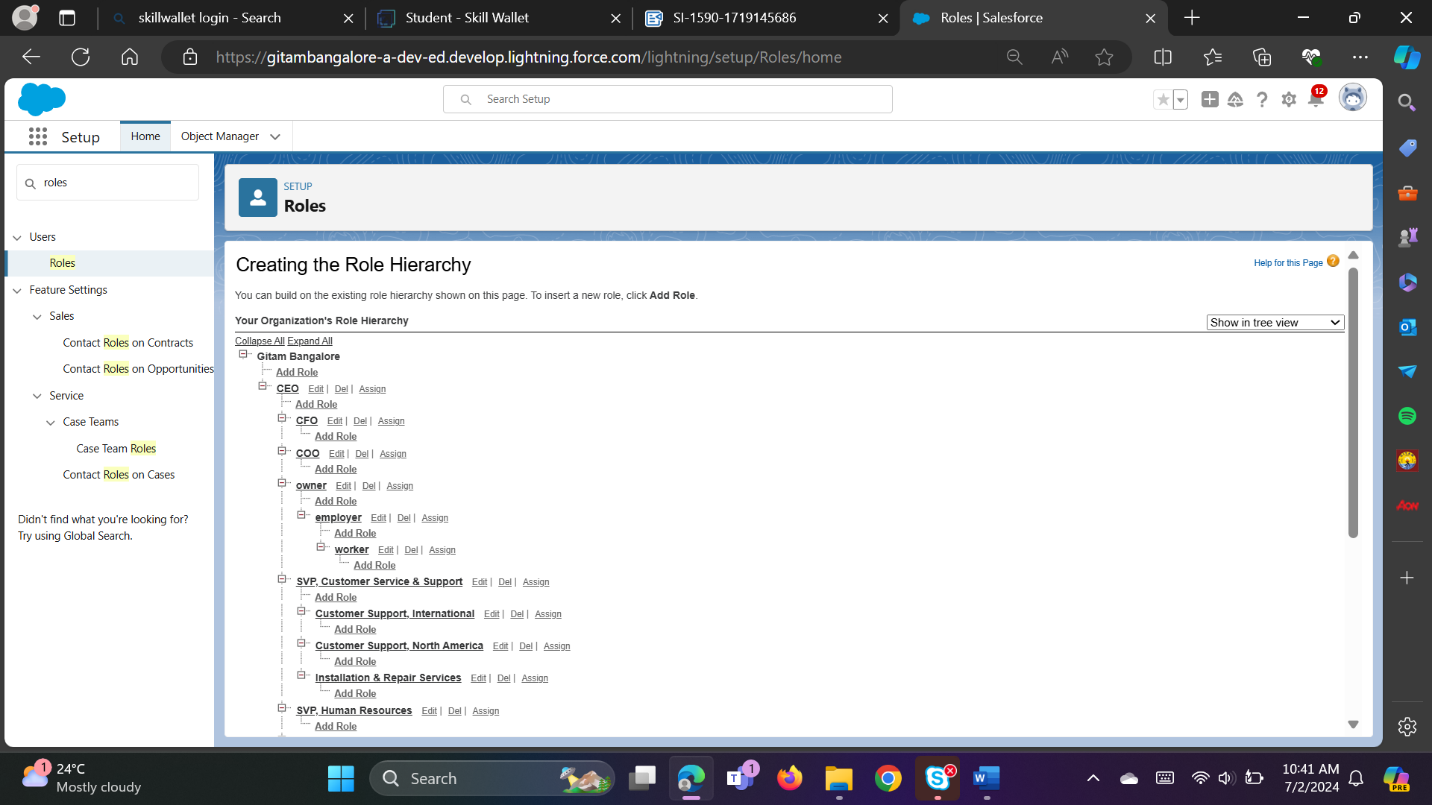 skillwallet login - Search
Student - Skill Wallet
SI-1590-1719145686
Roles | Salesforce
https://gitambangalore-a-dev-ed.develop.lightning.force.com/lightning/setup/Roles/home
Search Setup
12
Setup
Home
Object Manager
roles
Users
Roles
Feature Settings
Sales
Contact Roles on Contracts
Contact Roles on Opportunities
Service
Case Teams
Case Team Roles
Contact Roles on Cases
Didn't find what you're looking for?
Try using Global Search.
SETUP
Roles
Creating the Role Hierarchy
Help for this Page
You can build on the existing role hierarchy shown on this page. To insert a new role, click Add Role.
Your Organization's Role Hierarchy
Show in tree view
Collapse All Expand All
Gitam Bangalore
Add Role
CEO Edit | Del | Assign
Add Role
CFO Edit | Del | Assign
Add Role
COO Edit | Del | Assign
Add Role
owner Edit | Del | Assign
Add Role
employer Edit | Del | Assign
Add Role
worker Edit | Del | Assign
Add Role
SVP, Customer Service & Support Edit | Del | Assign
Add Role
Customer Support, International Edit | Del | Assign
Add Role
Customer Support, North America Edit | Del | Assign
Add Role
Installation & Repair Services Edit | Del | Assign
Add Role
SVP, Human Resources Edit | Del | Assign
Add Role
AON
1
24°C
Mostly cloudy
Search
1
10:41 AM
7/2/2024
PRE